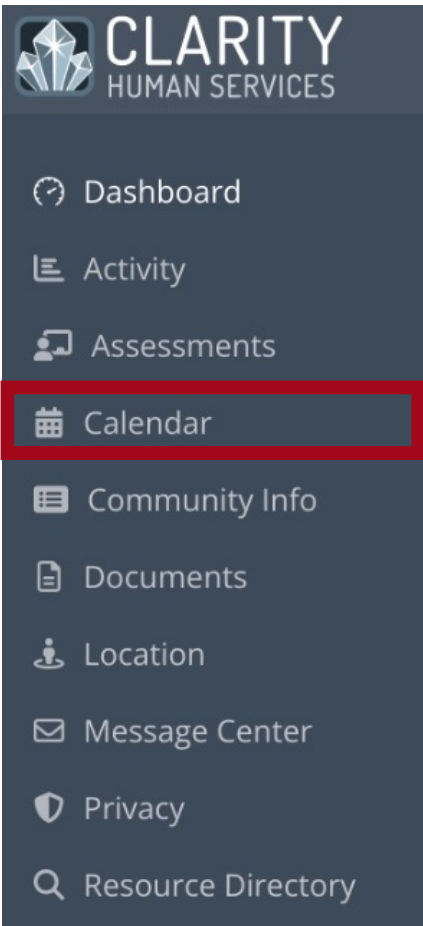 CLARITY
HUMAN SERVICES
Dashboard
Activity
Assessments
Calendar
Community Info
Documents
Location
Message Center
Privacy
Resource Directory